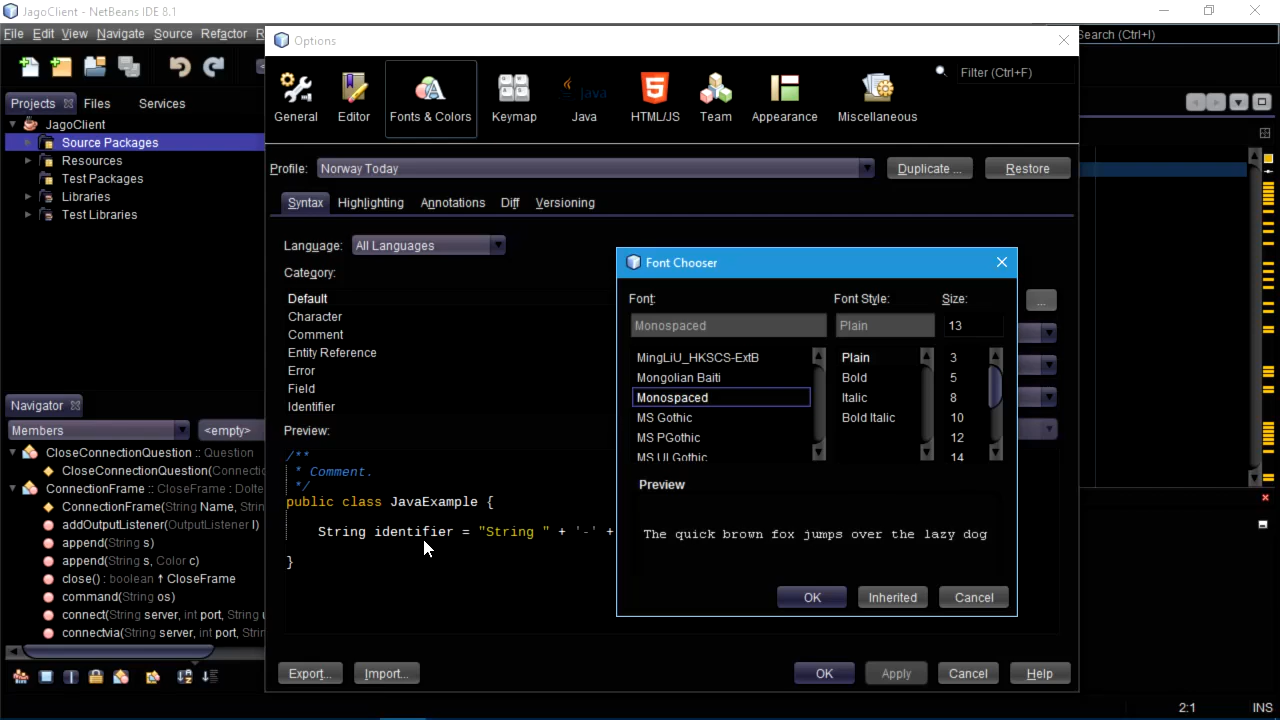 JagoClient - NetBeans IDE 8.1
File Edit View Navigate Source Refactor
Search (Ctrl+I)
Options
General Editor Fonts & Colors Keymap Java HTML/JS Team Appearance Miscellaneous
Filter (Ctrl+F)
Projects Files Services
JagoClient
Source Packages
Resources
Test Packages
Libraries
Test Libraries
Profile: Norway Today Duplicate ... Restore
Syntax Highlighting Annotations Diff Versioning
Language: All Languages
Category:
Default
Character
Comment
Entity Reference
Error
Field
Identifier
...
Preview:
/**
* Comment.
*/
public class JavaExample {
String identifier = "String " + '-' +
}
Font Chooser
Font: Font Style: Size:
Monospaced Plain 13
MingLiU_HKSCS-ExtB Plain 3
Mongolian Baiti Bold 5
Monospaced Italic 8
MS Gothic Bold Italic 10
MS PGothic 12
MS UI Gothic 14
Preview
The quick brown fox jumps over the lazy dog
OK Inherited Cancel
Export... Import... OK Apply Cancel Help
Navigator
Members <empty>
CloseConnectionQuestion :: Question
CloseConnectionQuestion(Connectio
ConnectionFrame :: CloseFrame : DoIte
ConnectionFrame(String Name, String
addOutputListener(OutputListener l)
append(String s)
append(String s, Color c)
close() : boolean ↑ CloseFrame
command(String os)
connect(String server, int port, String u
connectvia(String server, int port, Strin
2:1 INS